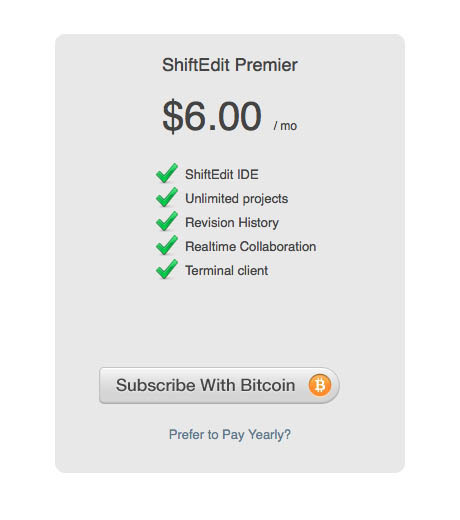 ShiftEdit Premier
$6.00 / mo
ShiftEdit IDE
Unlimited projects
Revision History
Realtime Collaboration
Terminal client
Subscribe With Bitcoin
Prefer to Pay Yearly?